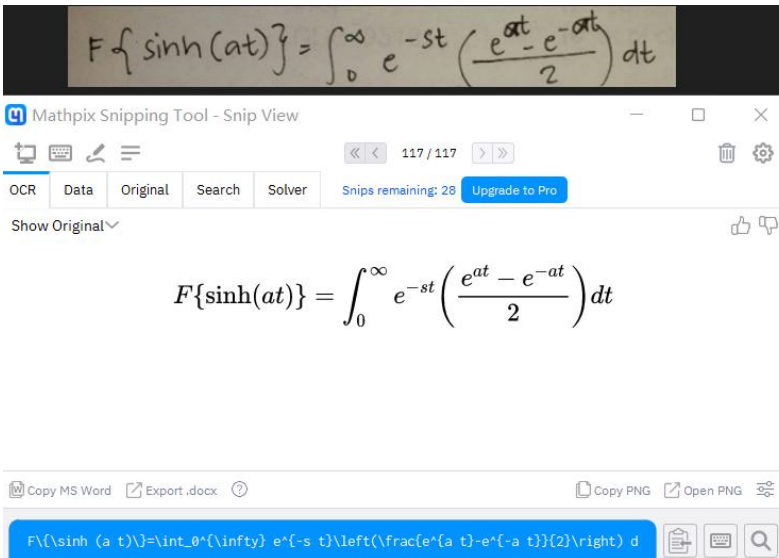 F{sinh(at)} = ∫₀^∞ e^{-st} ((e^{at} - e^{-at})/2) dt
Mathpix Snipping Tool - Snip View
117 / 117
OCR Data Original Search Solver Snips remaining: 28 Upgrade to Pro
Show Original
F{sinh(at)} = ∫₀^∞ e^{-st} ((e^{at} - e^{-at})/2) dt
Copy MS Word Export .docx ? Copy PNG Open PNG
F\{\sinh (a t)\}=\int_0^{\infty} e^{-s t}\left(\frac{e^{a t}-e^{-a t}}{2}\right) d